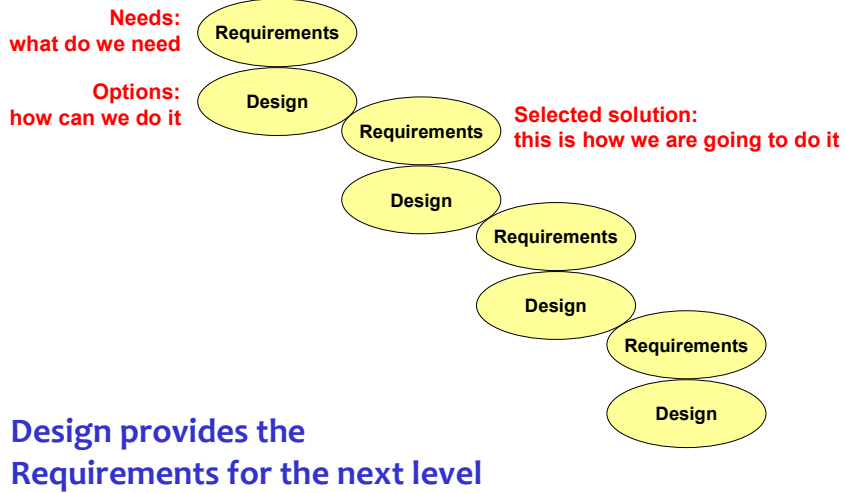 Needs:
what do we need
Requirements
Options:
how can we do it
Design
Requirements
Selected solution:
this is how we are going to do it
Design
Requirements
Design
Requirements
Design
Design provides the
Requirements for the next level